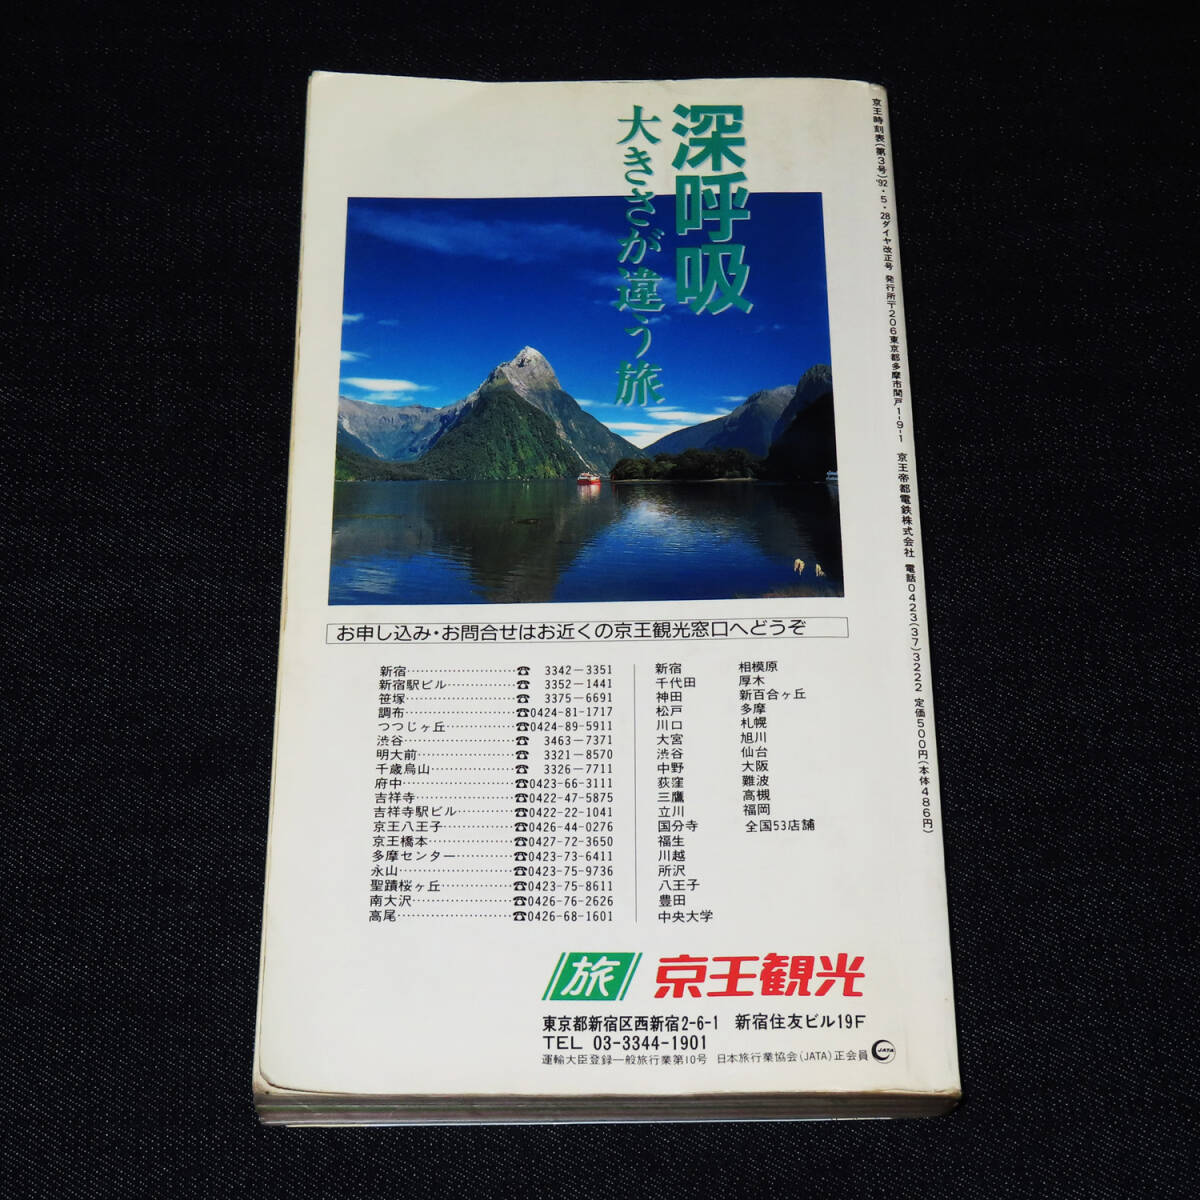 深呼吸
大きさが違う旅
京王時刻表(第3号)'92・5・28ダイヤ改正号 発行所〒206東京都多摩市関戸1-9-1 京王帝都電鉄株式会社 電話0423(37)3222 定価500円(本体486円)
お申し込み・お問合せはお近くの京王観光窓口へどうぞ
新宿……………………☎ 3342-3351
新宿駅ビル……………☎ 3352-1441
笹塚……………………☎ 3375-6691
調布……………………☎0424-81-1717
つつじヶ丘……………☎0424-89-5911
渋谷……………………☎ 3463-7371
明大前…………………☎ 3321-8570
千歳烏山………………☎ 3326-7711
府中……………………☎0423-66-3111
吉祥寺…………………☎0422-47-5875
吉祥寺駅ビル…………☎0422-22-1041
京王八王子……………☎0426-44-0276
京王橋本………………☎0427-72-3650
多摩センター…………☎0423-73-6411
永山……………………☎0423-75-9736
聖蹟桜ヶ丘……………☎0423-75-8611
南大沢…………………☎0426-76-2626
高尾……………………☎0426-68-1601
新宿
千代田
神田
松戸
川口
大宮
渋谷
中野
荻窪
三鷹
立川
国分寺
福生
川越
所沢
八王子
豊田
中央大学
相模原
厚木
新百合ヶ丘
多摩
札幌
旭川
仙台
大阪
難波
高槻
福岡
全国53店舗
旅 京王観光
東京都新宿区西新宿2-6-1 新宿住友ビル19F
TEL 03-3344-1901
運輸大臣登録一般旅行業第10号 日本旅行業協会(JATA)正会員 JATA